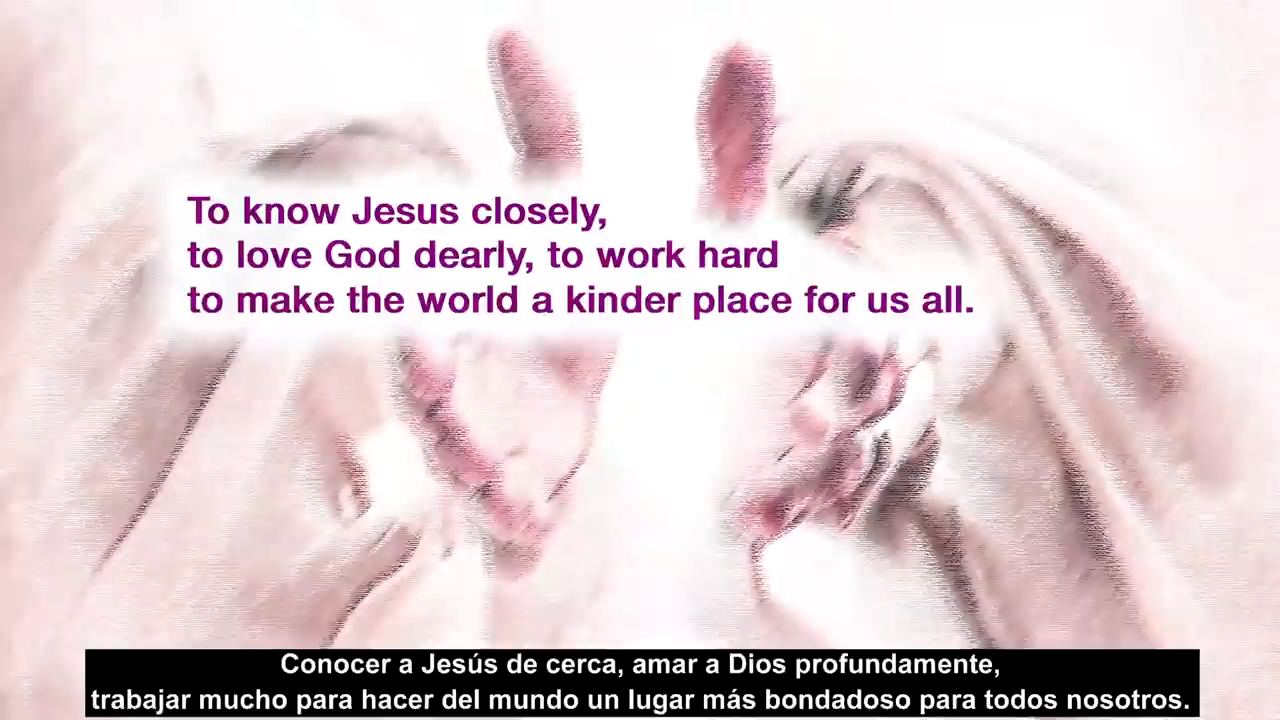 To know Jesus closely,
to love God dearly, to work hard
to make the world a kinder place for us all.
Conocer a Jesús de cerca, amar a Dios profundamente,
trabajar mucho para hacer del mundo un lugar más bondadoso para todos nosotros.